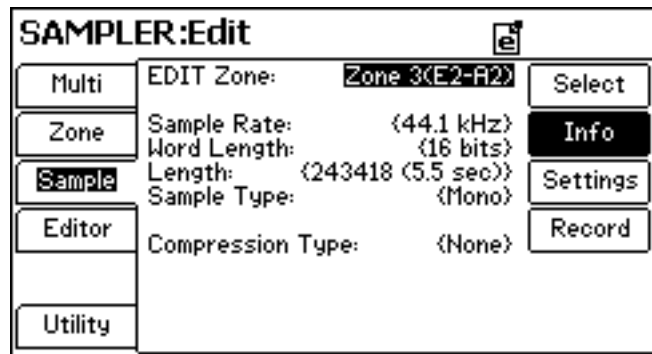 SAMPLER:Edit
e
Multi
Zone
Sample
Editor
Utility
EDIT Zone: Zone 3(E2-A2)
Sample Rate: (44.1 kHz)
Word Length: (16 bits)
Length: (243418 (5.5 sec))
Sample Type: (Mono)
Compression Type: (None)
Select
Info
Settings
Record